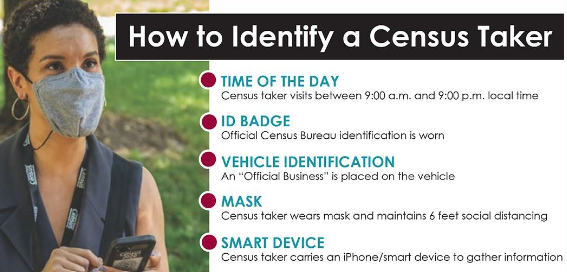 How to Identify a Census Taker
TIME OF THE DAY
Census taker visits between 9:00 a.m. and 9:00 p.m. local time
ID BADGE
Official Census Bureau identification is worn
VEHICLE IDENTIFICATION
An “Official Business” is placed on the vehicle
MASK
Census taker wears mask and maintains 6 feet social distancing
SMART DEVICE
Census taker carries an iPhone/smart device to gather information